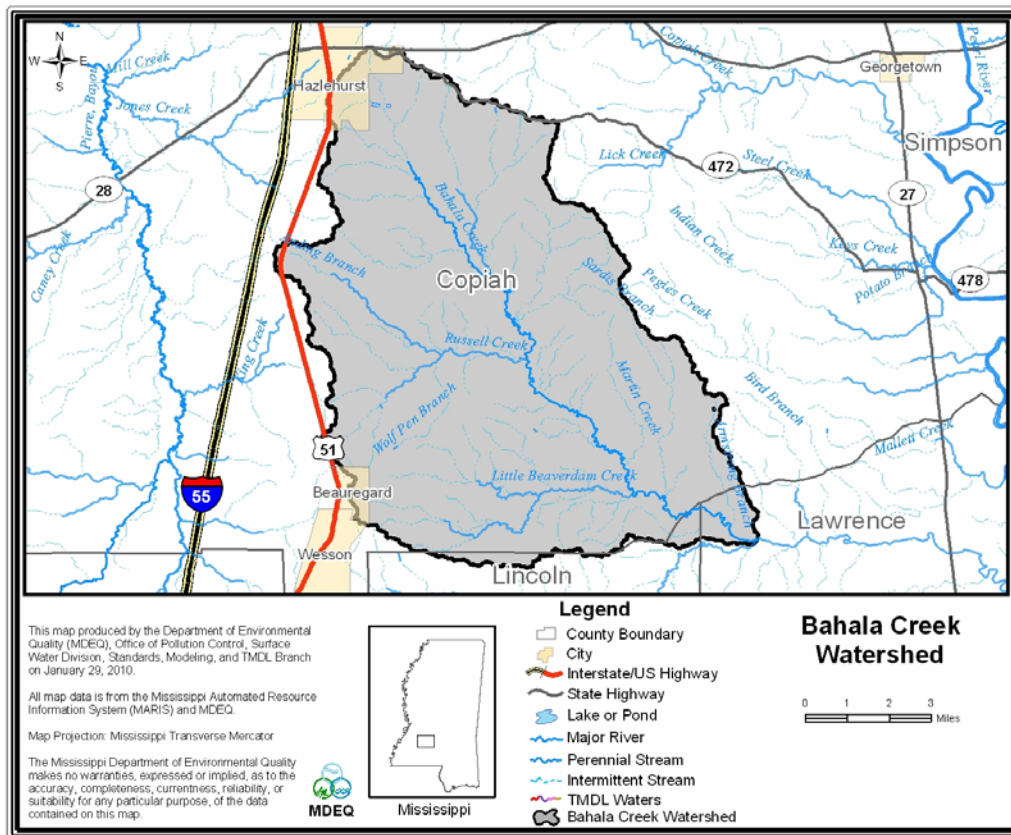 N
W E
S
Mill Creek
Jones Creek
Pierre, Bayou
28
Caney Creek
King Creek
Hazlehurst
Copiah Creek
Georgetown
Pearl River
Simpson
Lick Creek
472
Steel Creek
27
Indian Creek
Keys Creek
Potato Branch
478
Bahala Creek
Copiah
Sardis Branch
Pegies Creek
Russell Creek
Martin Creek
Bird Branch
Mallett Creek
Wolf Pen Branch
51
Little Beaverdam Creek
Armstrong Branch
55
Beauregard
Wesson
Lincoln
Lawrence
This map produced by the Department of Environmental
Quality (MDEQ), Office of Pollution Control, Surface
Water Division, Standards, Modeling, and TMDL Branch
on January 29, 2010.
All map data is from the Mississippi Automated Resource
Information System (MARIS) and MDEQ.
Map Projection: Mississippi Transverse Mercator
The Mississippi Department of Environmental Quality
makes no warranties, expressed or implied, as to the
accuracy, completeness, currentness, reliability, or
suitability for any particular purpose, of the data
contained on this map.
MDEQ
Mississippi
Legend
County Boundary
City
Interstate/US Highway
State Highway
Lake or Pond
Major River
Perennial Stream
Intermittent Stream
TMDL Waters
Bahala Creek Watershed
Bahala Creek
Watershed
0 1 2 3
Miles